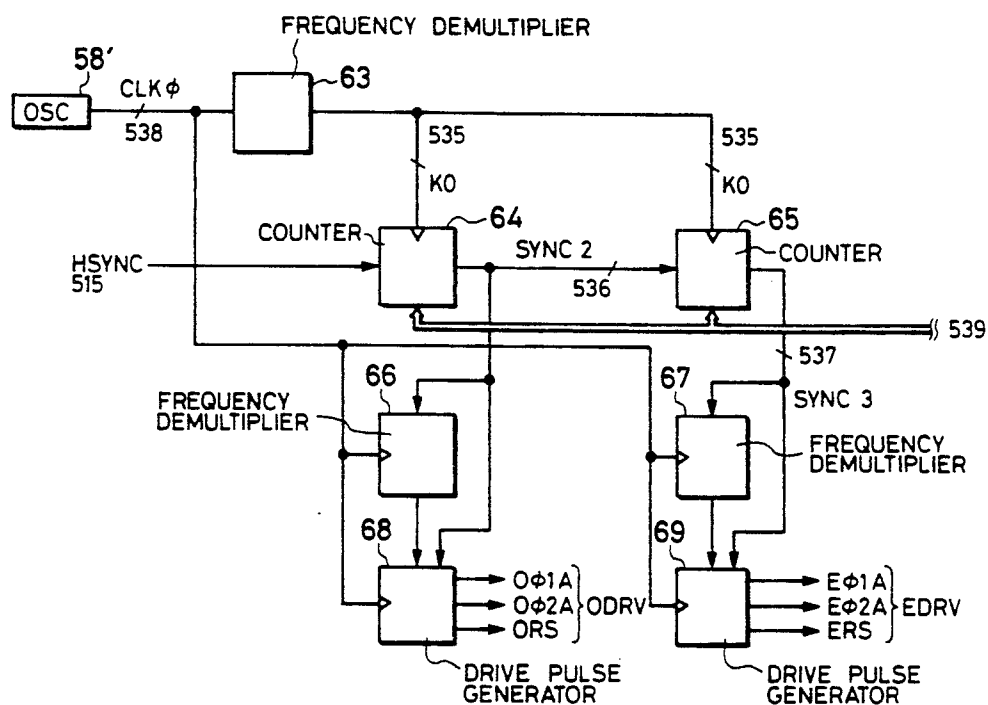 FREQUENCY DEMULTIPLIER
58′
63
OSC
CLKϕ
538
535
535
K0
K0
64
65
COUNTER
COUNTER
SYNC 2
536
HSYNC
515
539
537
66
67
SYNC 3
FREQUENCY
DEMULTIPLIER
FREQUENCY
DEMULTIPLIER
68
69
Oϕ1A
Oϕ2A
ORS
ODRV
Eϕ1A
Eϕ2A
ERS
EDRV
DRIVE PULSE
GENERATOR
DRIVE PULSE
GENERATOR